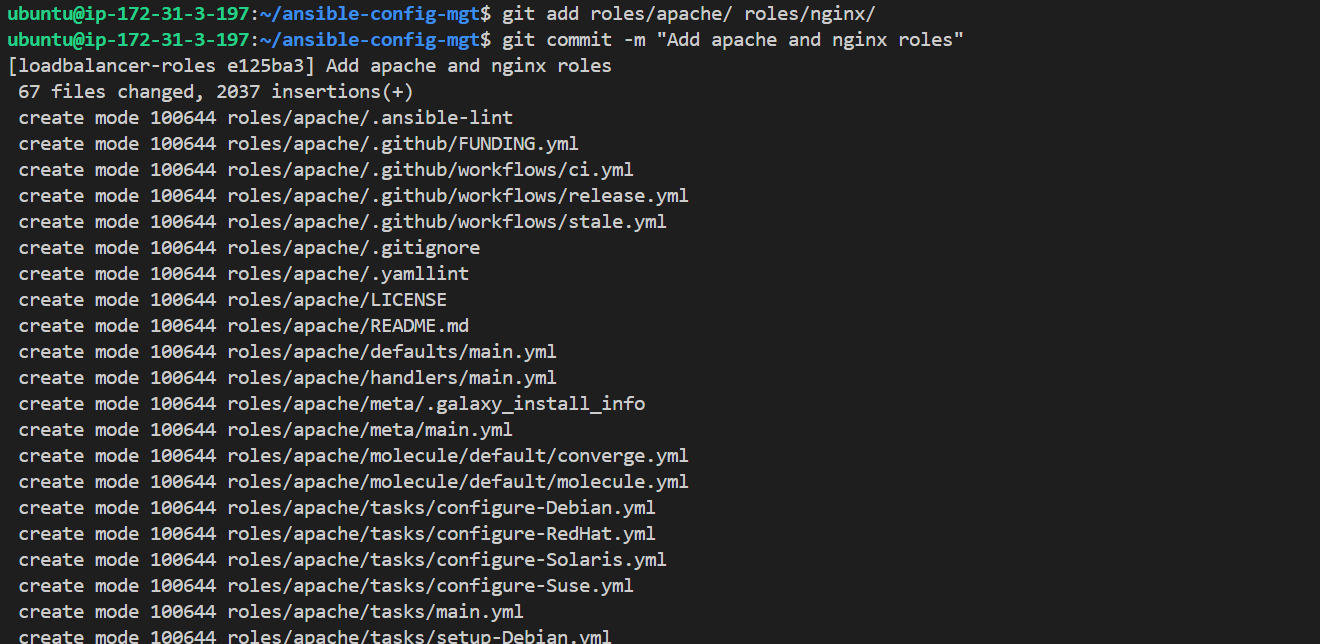 ubuntu@ip-172-31-3-197:~/ansible-config-mgt$ git add roles/apache/ roles/nginx/
ubuntu@ip-172-31-3-197:~/ansible-config-mgt$ git commit -m "Add apache and nginx roles"
[loadbalancer-roles e125ba3] Add apache and nginx roles
 67 files changed, 2037 insertions(+)
 create mode 100644 roles/apache/.ansible-lint
 create mode 100644 roles/apache/.github/FUNDING.yml
 create mode 100644 roles/apache/.github/workflows/ci.yml
 create mode 100644 roles/apache/.github/workflows/release.yml
 create mode 100644 roles/apache/.github/workflows/stale.yml
 create mode 100644 roles/apache/.gitignore
 create mode 100644 roles/apache/.yamllint
 create mode 100644 roles/apache/LICENSE
 create mode 100644 roles/apache/README.md
 create mode 100644 roles/apache/defaults/main.yml
 create mode 100644 roles/apache/handlers/main.yml
 create mode 100644 roles/apache/meta/.galaxy_install_info
 create mode 100644 roles/apache/meta/main.yml
 create mode 100644 roles/apache/molecule/default/converge.yml
 create mode 100644 roles/apache/molecule/default/molecule.yml
 create mode 100644 roles/apache/tasks/configure-Debian.yml
 create mode 100644 roles/apache/tasks/configure-RedHat.yml
 create mode 100644 roles/apache/tasks/configure-Solaris.yml
 create mode 100644 roles/apache/tasks/configure-Suse.yml
 create mode 100644 roles/apache/tasks/main.yml
 create mode 100644 roles/apache/tasks/setup-Debian.yml